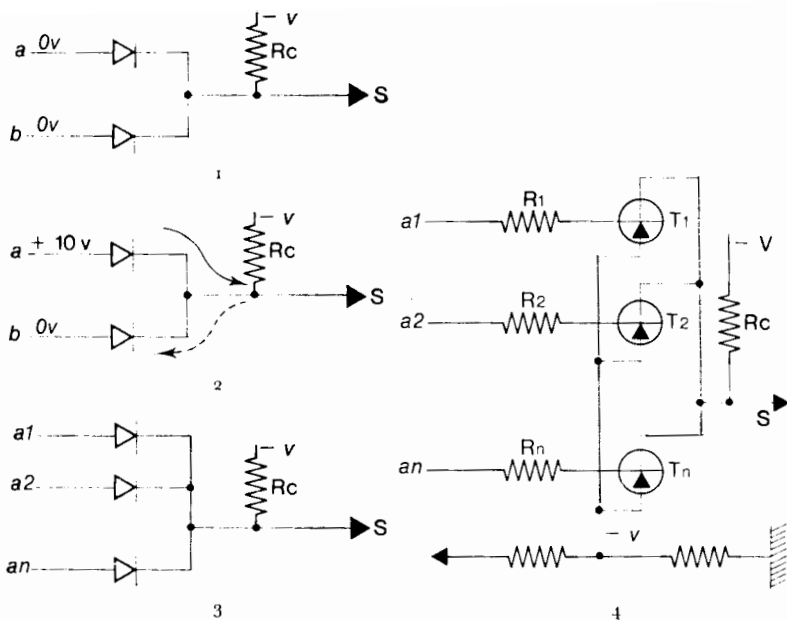 − v
a 0v
Rc
S
b 0v
1
− v
a + 10 v
Rc
S
b 0v
2
a1
− v
a2
Rc
S
an
3
R1
a1
T1
− V
R2
a2
T2
Rc
S
Rn
an
Tn
− v
4